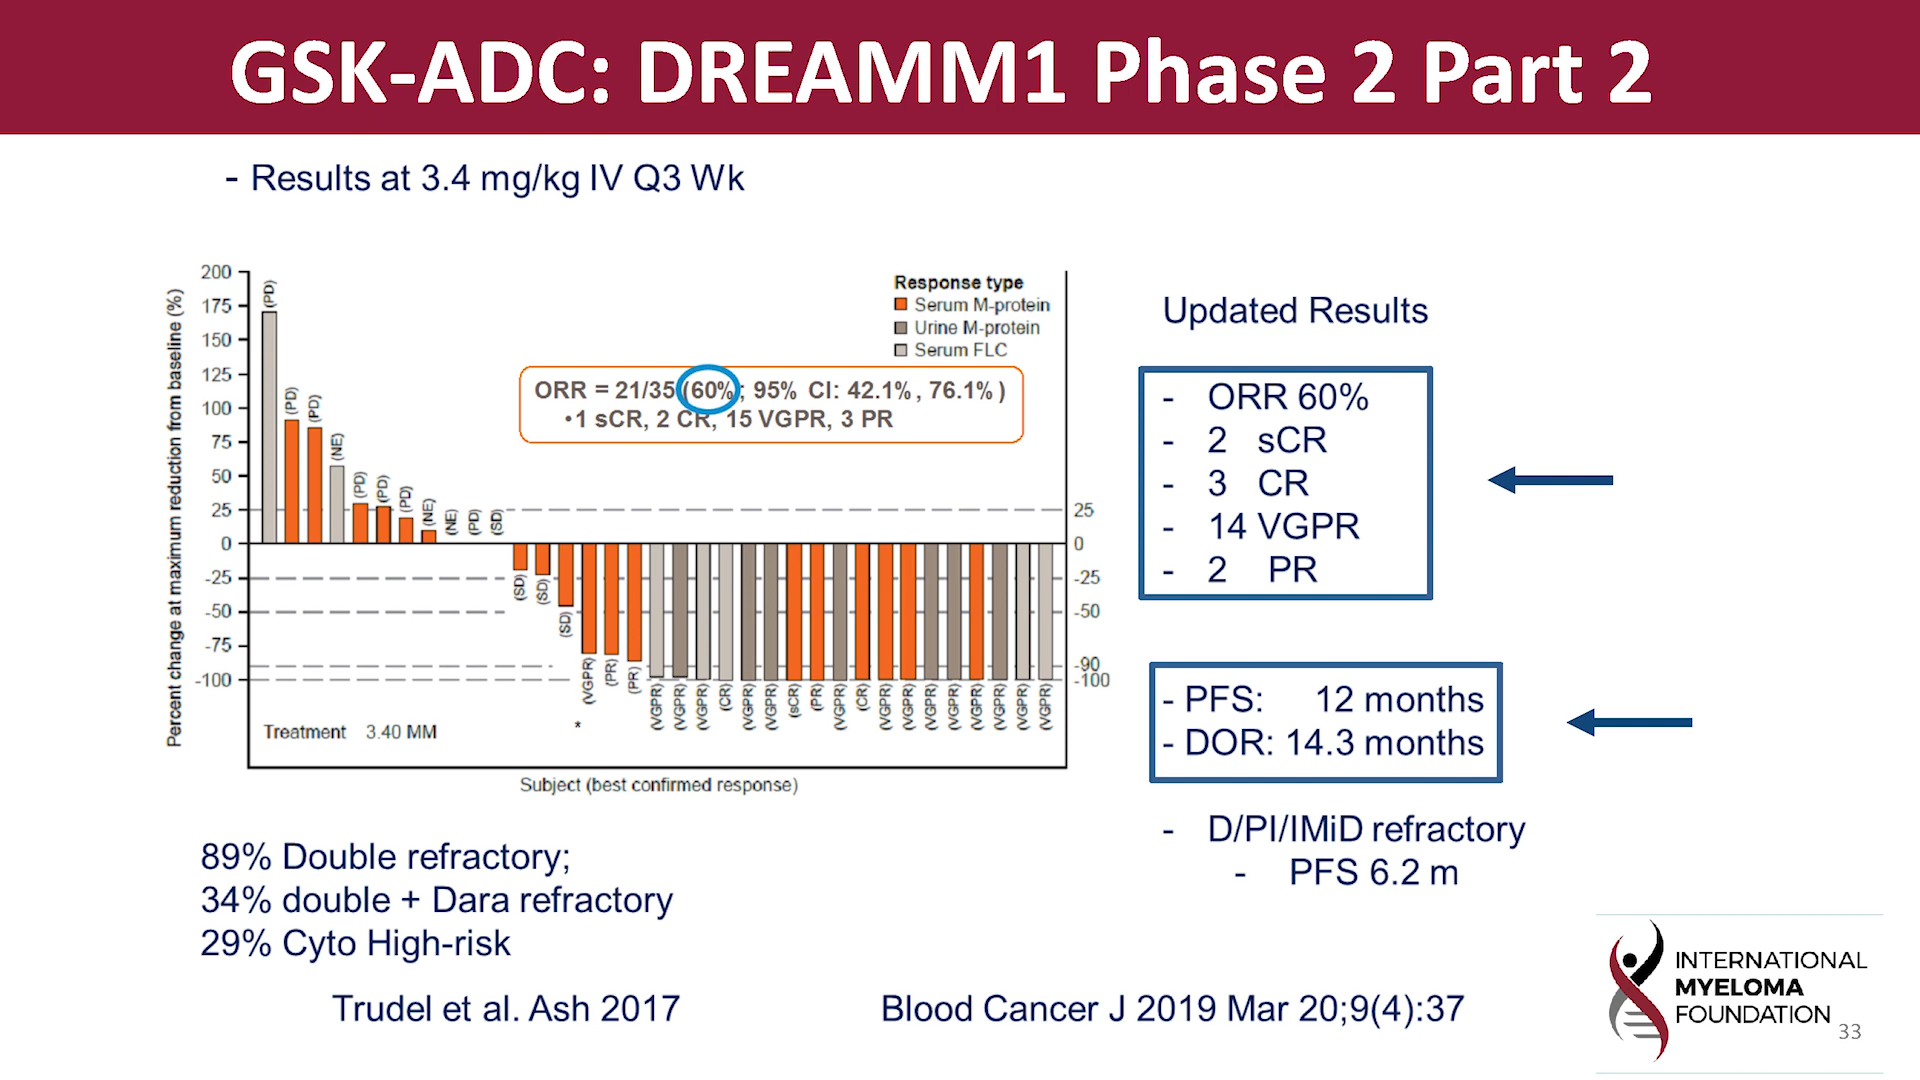 GSK-ADC: DREAMM1 Phase 2 Part 2
- Results at 3.4 mg/kg IV Q3 Wk
Percent change at maximum reduction from baseline (%)
200
175
150
125
100
75
50
25
0
-25
-50
-75
-100
Response type
Serum M-protein
Urine M-protein
Serum FLC
ORR = 21/35 (60%; 95% CI: 42.1%, 76.1%)
•1 sCR, 2 CR, 15 VGPR, 3 PR
(PD)
(PD)
(PD)
(NE)
(PD)
(PD)
(PD)
(NE)
(NE)
(PD)
(SD)
(SD)
(SD)
(SD)
(VGPR)
(PR)
(PR)
(VGPR)
(VGPR)
(VGPR)
(CR)
(VGPR)
(VGPR)
(sCR)
(PR)
(VGPR)
(CR)
(VGPR)
(VGPR)
(VGPR)
(VGPR)
(VGPR)
(VGPR)
(VGPR)
(VGPR)
25
0
-25
-50
-90
-100
Treatment 3.40 MM
*
Subject (best confirmed response)
Updated Results
- ORR 60%
- 2 sCR
- 3 CR
- 14 VGPR
- 2 PR
- PFS: 12 months
- DOR: 14.3 months
- D/PI/IMiD refractory
- PFS 6.2 m
89% Double refractory;
34% double + Dara refractory
29% Cyto High-risk
Trudel et al. Ash 2017
Blood Cancer J 2019 Mar 20;9(4):37
INTERNATIONAL
MYELOMA
FOUNDATION
33